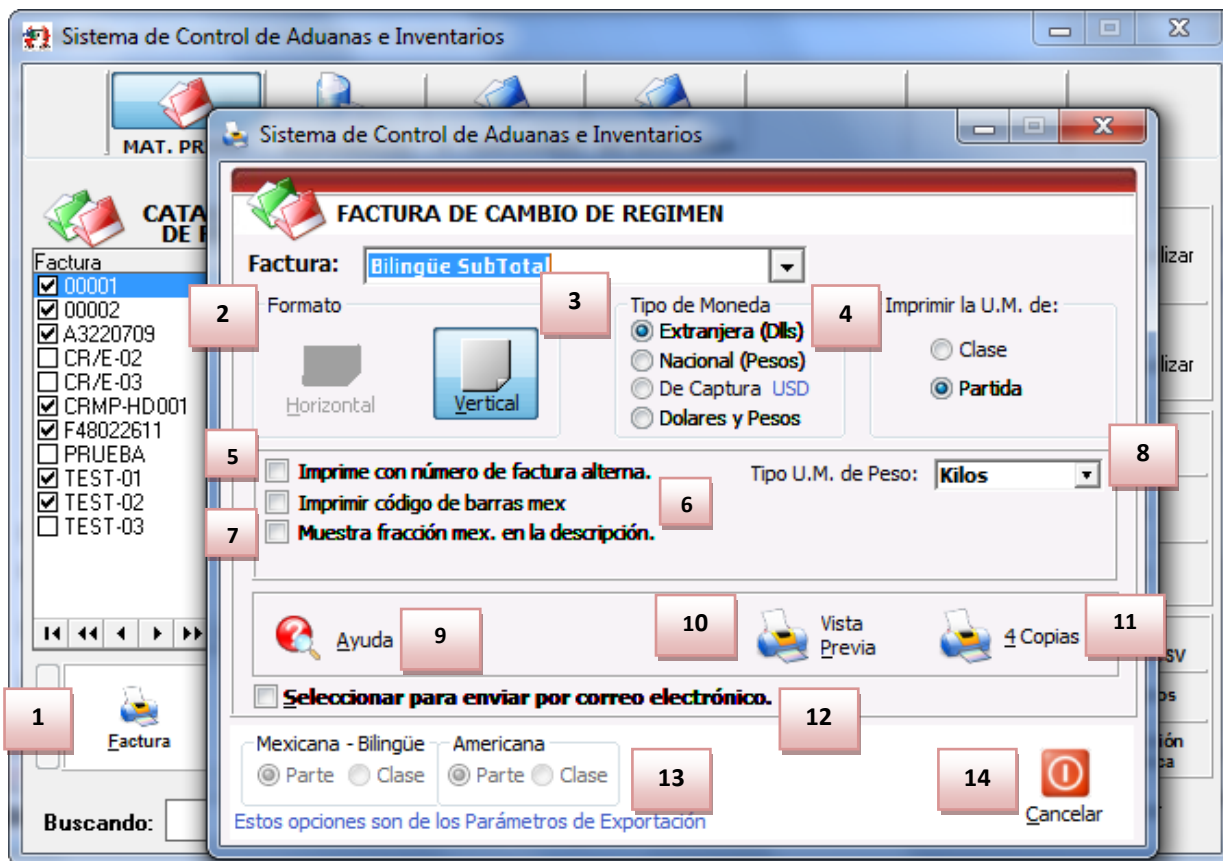 Sistema de Control de Aduanas e Inventarios
MAT. PR
Sistema de Control de Aduanas e Inventarios
CATA
DE
FACTURA DE CAMBIO DE REGIMEN
Factura
00001
00002
A3220709
CR/E-02
CR/E-03
CRMP-HD001
F48022611
PRUEBA
TEST-01
TEST-02
TEST-03
Factura: Bilingüe SubTotal
lizar
2 Formato
3 Tipo de Moneda
4 Imprimir la U.M. de:
Horizontal
Vertical
Extranjera (Dlls)
Nacional (Pesos)
De Captura USD
Dolares y Pesos
Clase
Partida
lizar
5 Imprime con número de factura alterna.
Tipo U.M. de Peso: Kilos 8
Imprimir código de barras mex 6
7 Muestra fracción mex. en la descripción.
Ayuda 9
10 Vista
Previa
4 Copias 11
SV
os
ión
ca
1 Factura
Seleccionar para enviar por correo electrónico. 12
Mexicana - Bilingüe Americana
Parte Clase Parte Clase 13
14 Cancelar
Buscando:
Estos opciones son de los Parámetros de Exportación